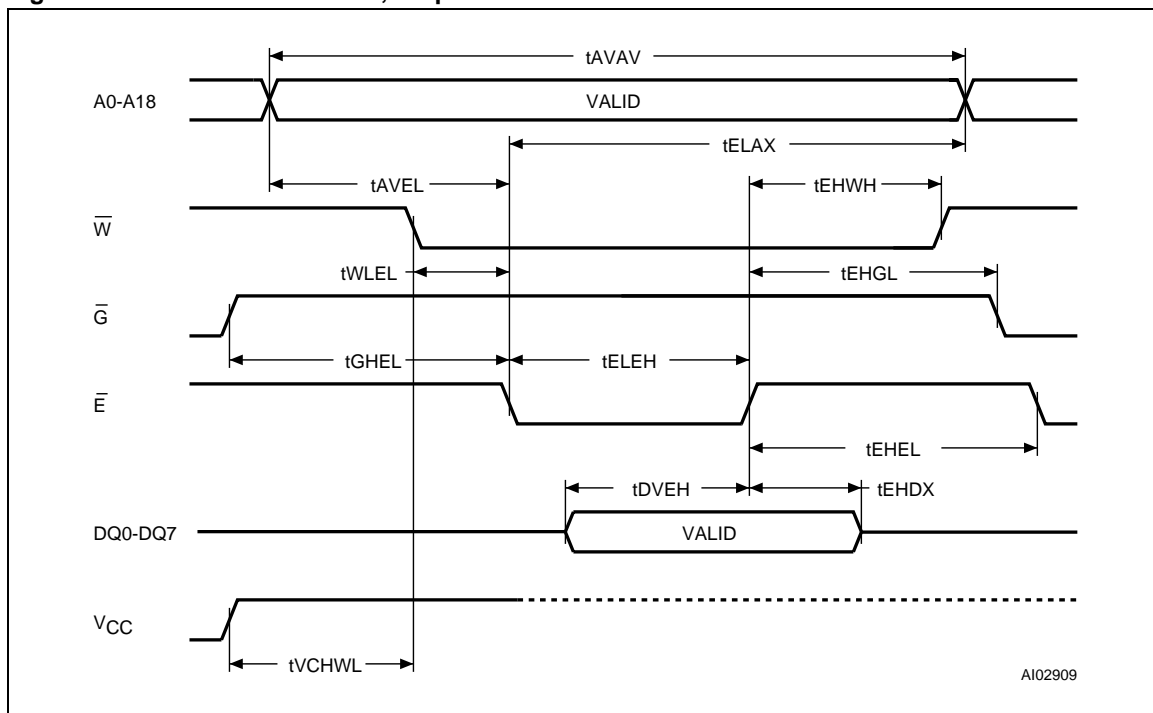 tAVAV
A0-A18
VALID
tELAX
tAVEL
tEHWH
W
tWLEL
tEHGL
G
tGHEL
tELEH
E
tEHEL
tDVEH
tEHDX
DQ0-DQ7
VALID
VCC
tVCHWL
AI02909